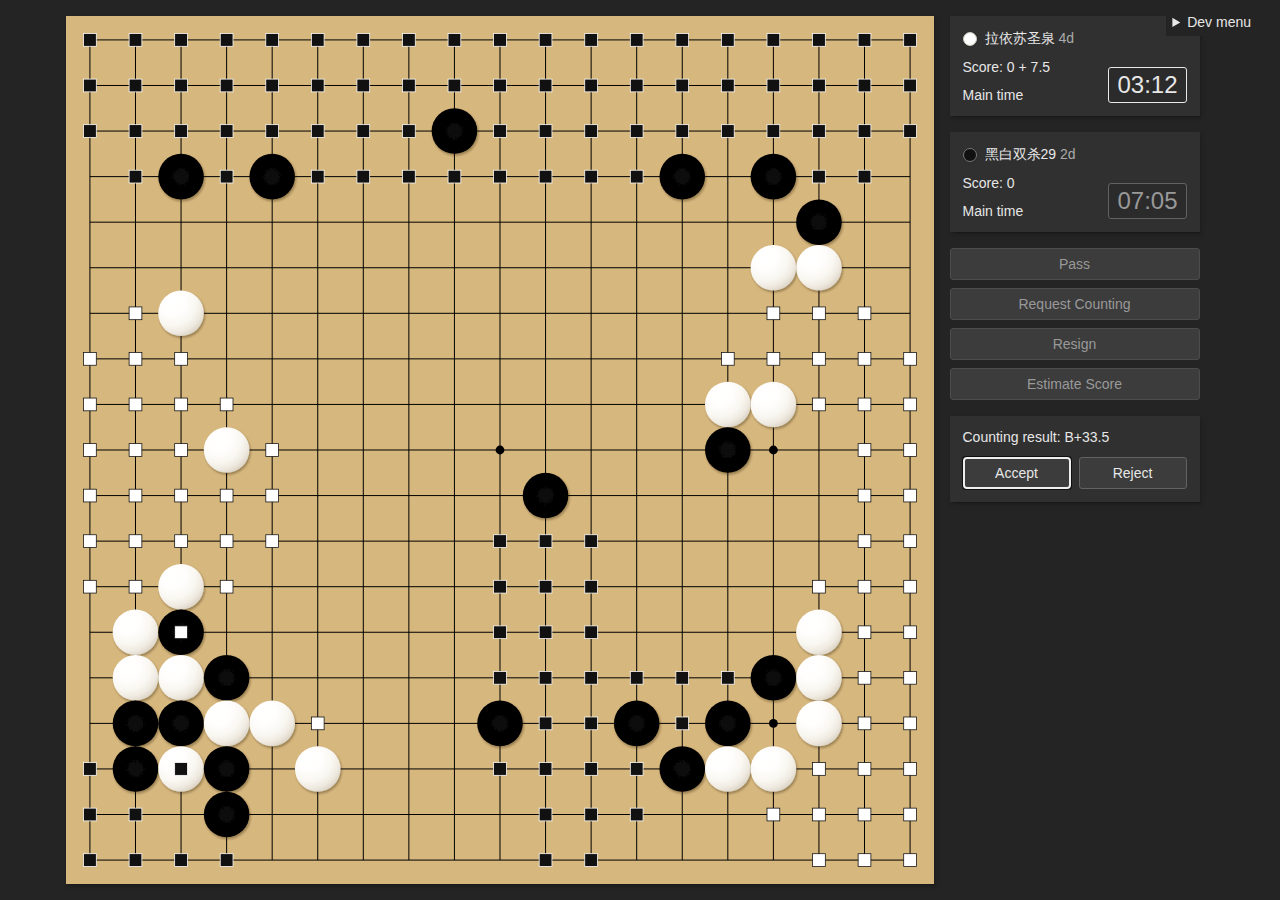 ▶ Dev menu
拉依苏圣泉 4d
Score: 0 + 7.5
Main time
03:12
黑白双杀29 2d
Score: 0
Main time
07:05
Pass
Request Counting
Resign
Estimate Score
Counting result: B+33.5
Accept Reject